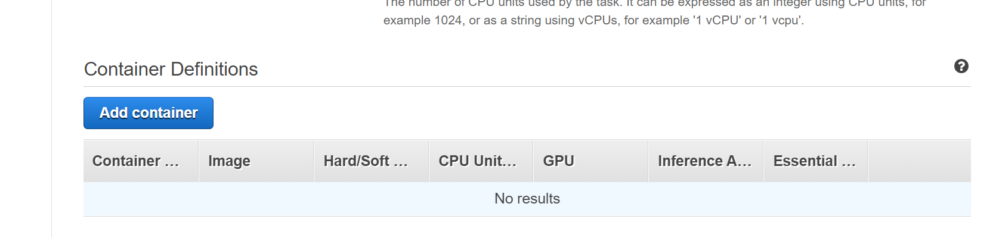 The number of CPU units used by the task. It can be expressed as an integer using CPU units, for
example 1024, or as a string using vCPUs, for example '1 vCPU' or '1 vcpu'.
Container Definitions
?
Add container
Container ... Image Hard/Soft ... CPU Unit... GPU Inference A... Essential ...
No results